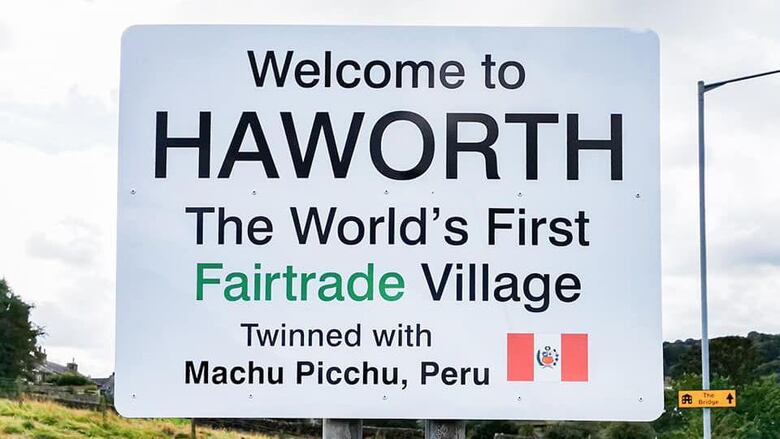 Welcome to
HAWORTH
The World's First
Fairtrade Village
Twinned with
Machu Picchu, Peru
The
Bridge